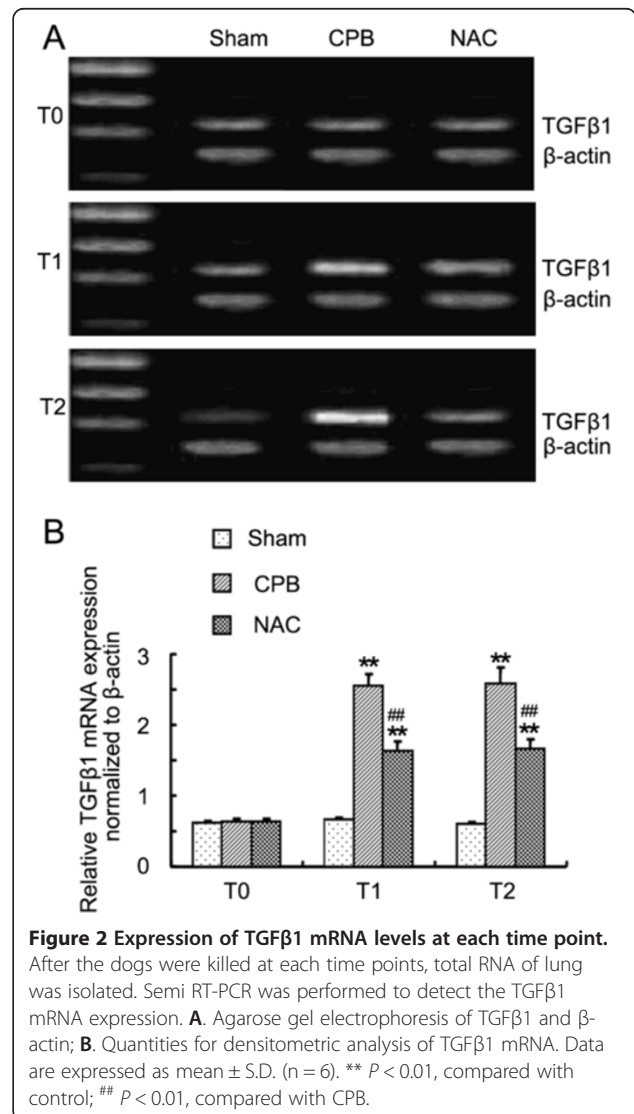 A
Sham CPB NAC
T0
TGFβ1
β-actin
T1
TGFβ1
β-actin
T2
TGFβ1
β-actin
B
Sham
CPB
NAC
Relative TGFβ1 mRNA expression
normalized to β-actin
3
2
1
0
** ** 
## ##
** **
T0 T1 T2
Figure 2 Expression of TGFβ1 mRNA levels at each time point.
After the dogs were killed at each time points, total RNA of lung
was isolated. Semi RT-PCR was performed to detect the TGFβ1
mRNA expression. A. Agarose gel electrophoresis of TGFβ1 and β-
actin; B. Quantities for densitometric analysis of TGFβ1 mRNA. Data
are expressed as mean ± S.D. (n = 6). ** P < 0.01, compared with
control; ## P < 0.01, compared with CPB.